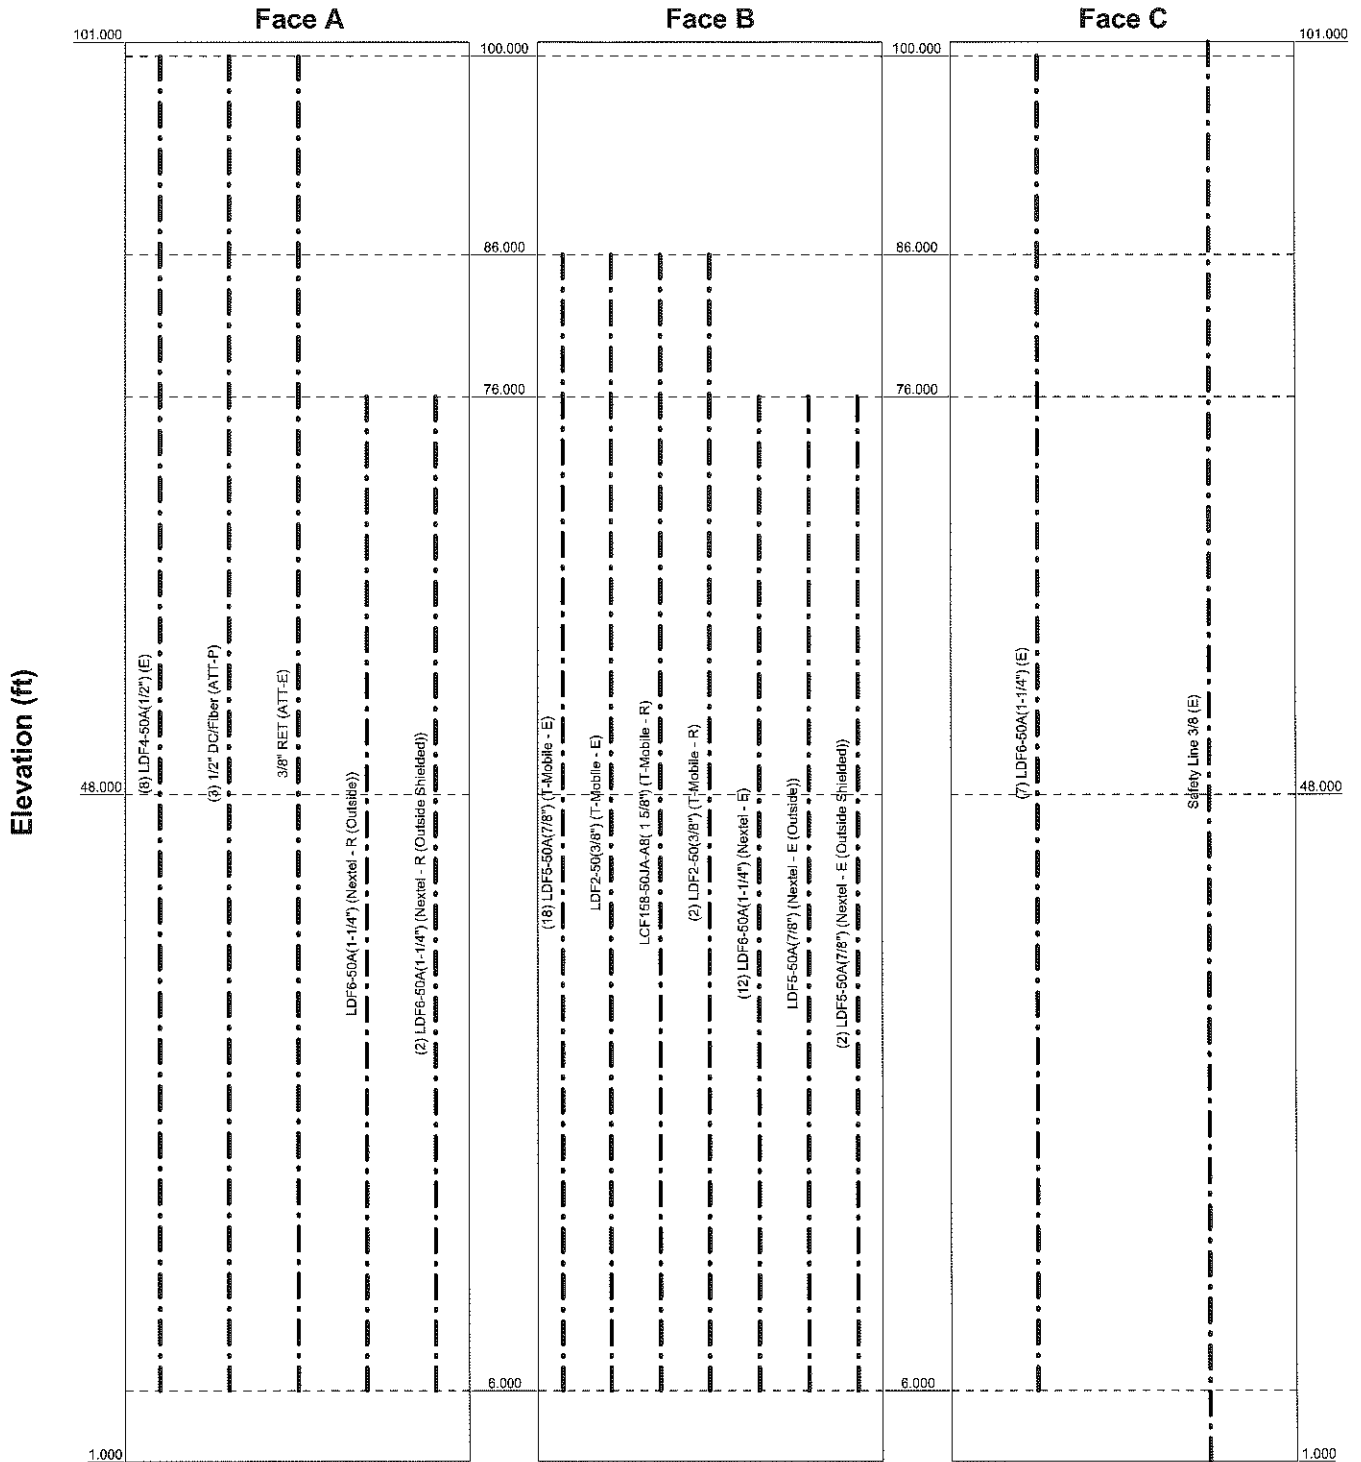 Face A
Face B
Face C
101.000
100.000
100.000
101.000
86.000
86.000
76.000
76.000
Elevation (ft)
(8) LDF4-50A(1/2") (E)
(3) 1/2" DC/Fiber (ATT-P)
3/8" RET (ATT-E)
LDF6-50A(1-1/4") (Nextel - R (Outside))
(2) LDF6-50A(1-1/4") (Nextel - R (Outside Shielded))
(18) LDF5-50A(7/8") (T-Mobile - E)
LDF2-50(3/8") (T-Mobile - E)
LCF158-50JA-A8( 1 5/8") (T-Mobile - R)
(2) LDF2-50(3/8") (T-Mobile - R)
(12) LDF6-50A(1-1/4") (Nextel - E)
LDF5-50A(7/8") (Nextel - E (Outside))
(2) LDF5-50A(7/8") (Nextel - E (Outside Shielded))
(7) LDF6-50A(1-1/4") (E)
Safety Line 3/8 (E)
48.000
48.000
6.000
6.000
1.000
1.000